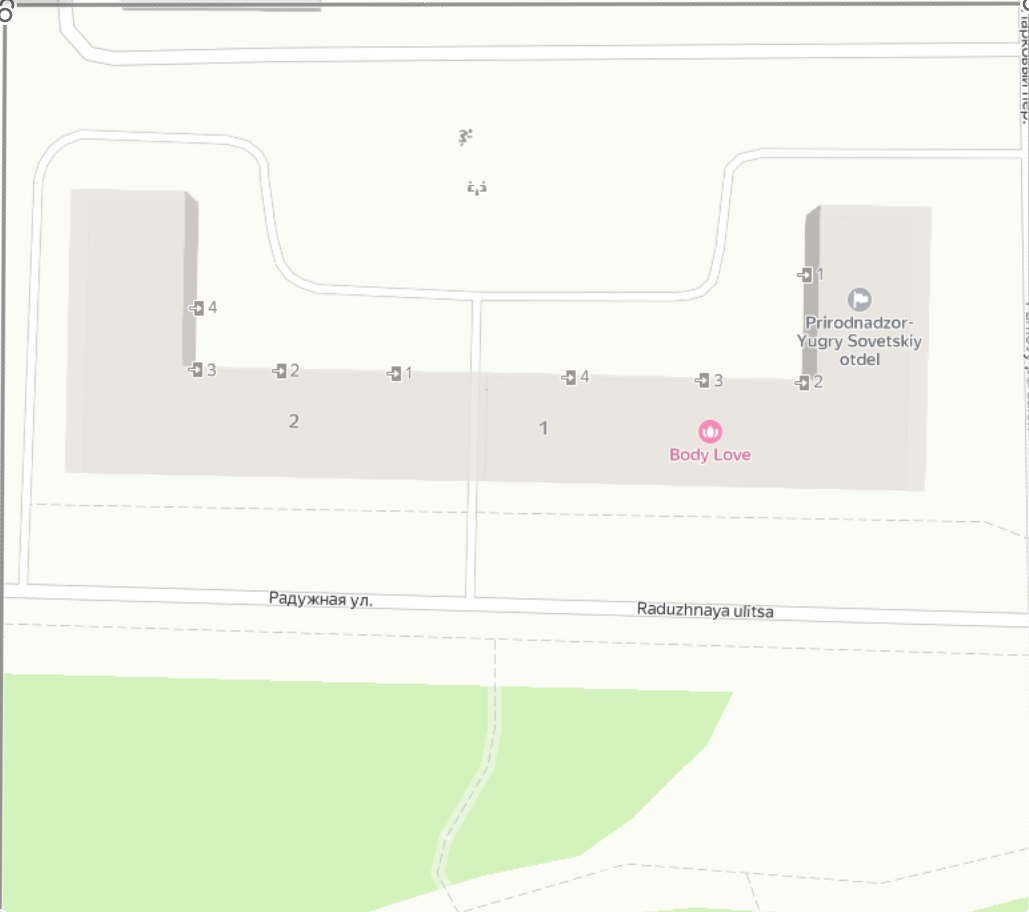 6
1
4
Prirodnadzor-
Yugry Sovetskiy
otdel
3
2
1
4
3
2
2
1
Body Love
Радужная ул.
Raduzhnaya ulitsa